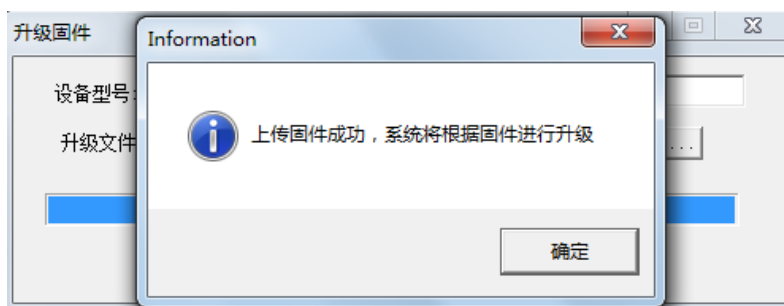 升级固件
Information
设备型号:
升级文件
...
上传固件成功，系统将根据固件进行升级
确定